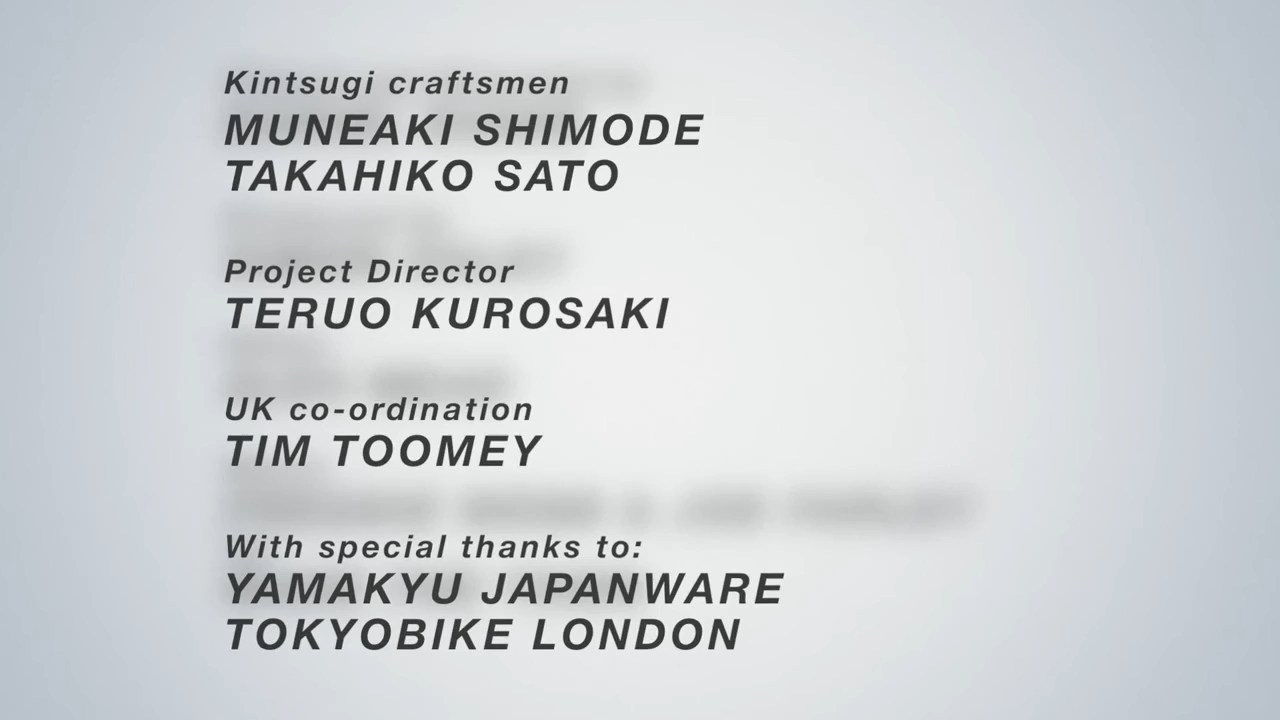 Kintsugi craftsmen
MUNEAKI SHIMODE
TAKAHIKO SATO
Project Director
TERUO KUROSAKI
UK co-ordination
TIM TOOMEY
With special thanks to:
YAMAKYU JAPANWARE
TOKYOBIKE LONDON